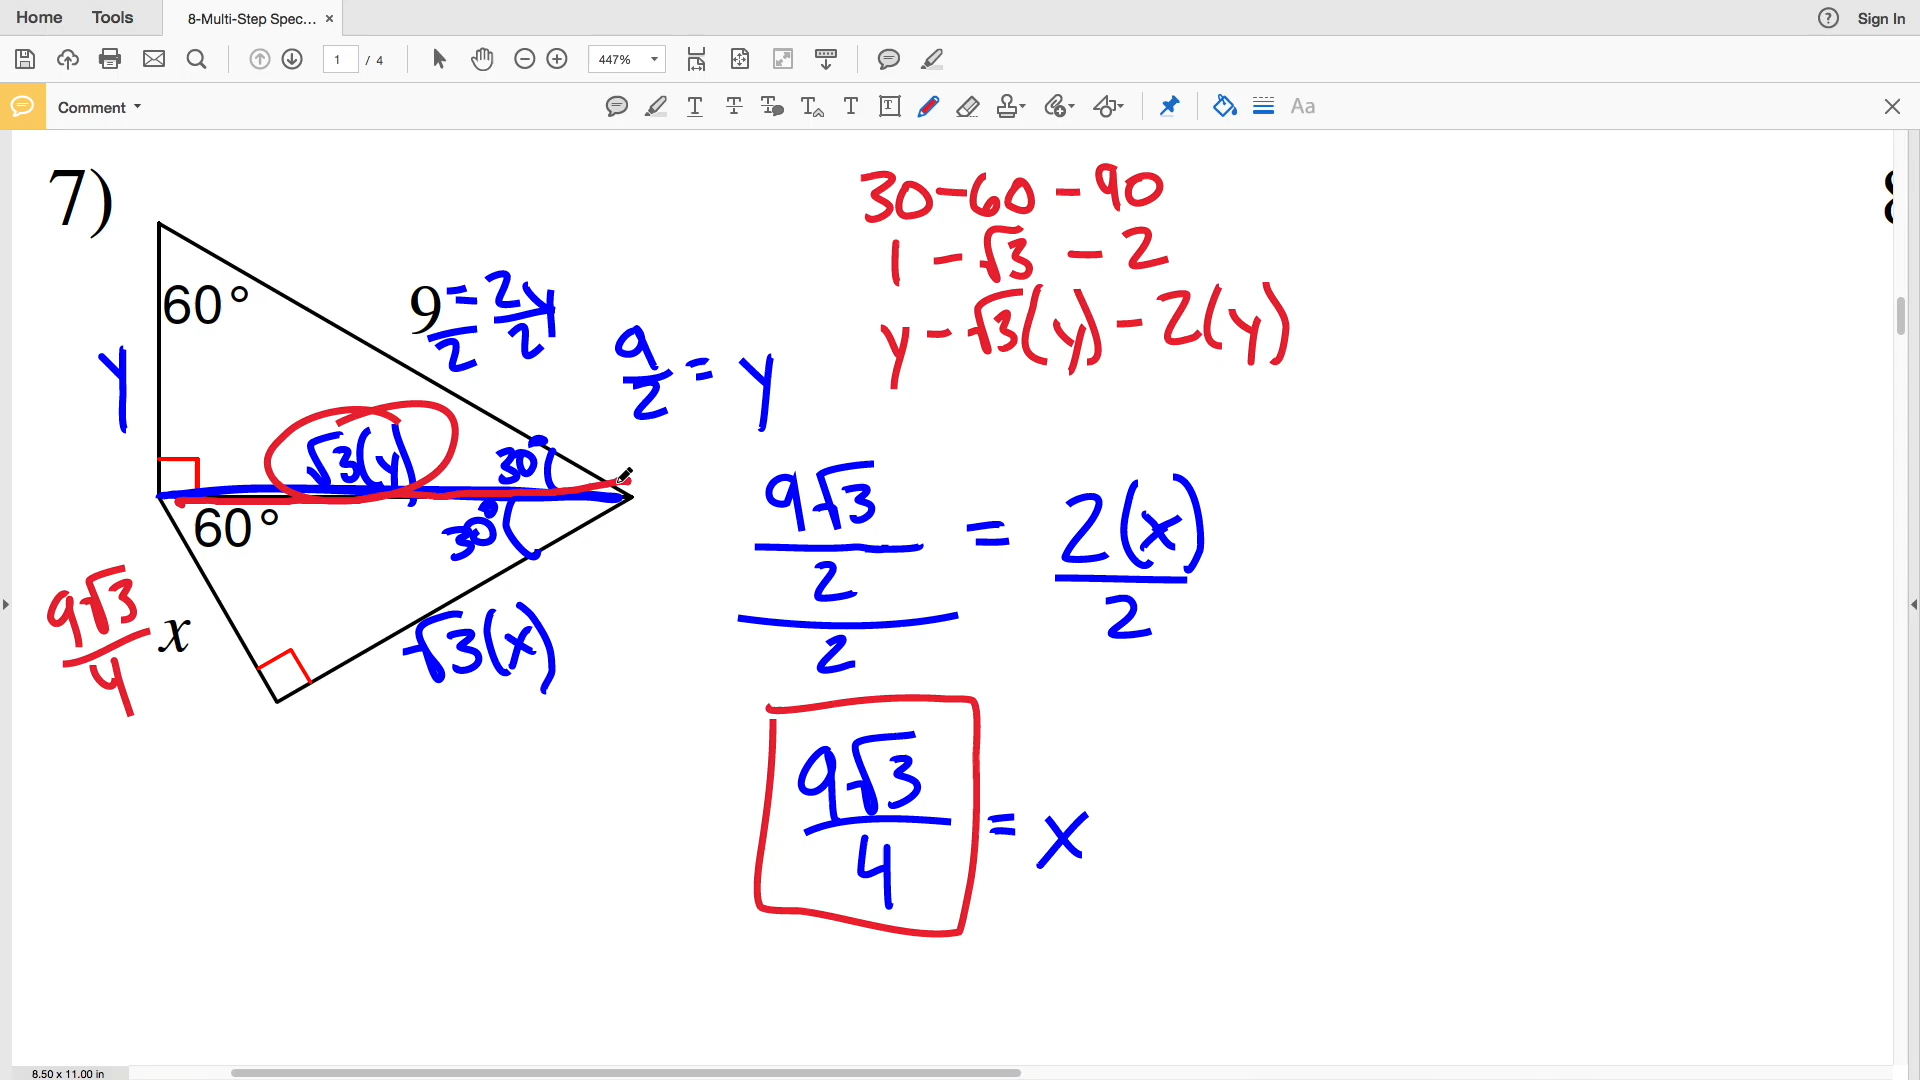 Home Tools 8-Multi-Step Spec... × ? Sign In
1 / 4 447%
Comment Aa
7)
30-60-90
1-√3-2
y-√3(y)-2(y)
60°
9/2 = 2y/2
9/2 = y
y
√3(y)
30°
60°
30°
9√3/2/2 = 2(x)/2
9√3/4 x
√3(x)
9√3/4 = x
8.50 x 11.00 in